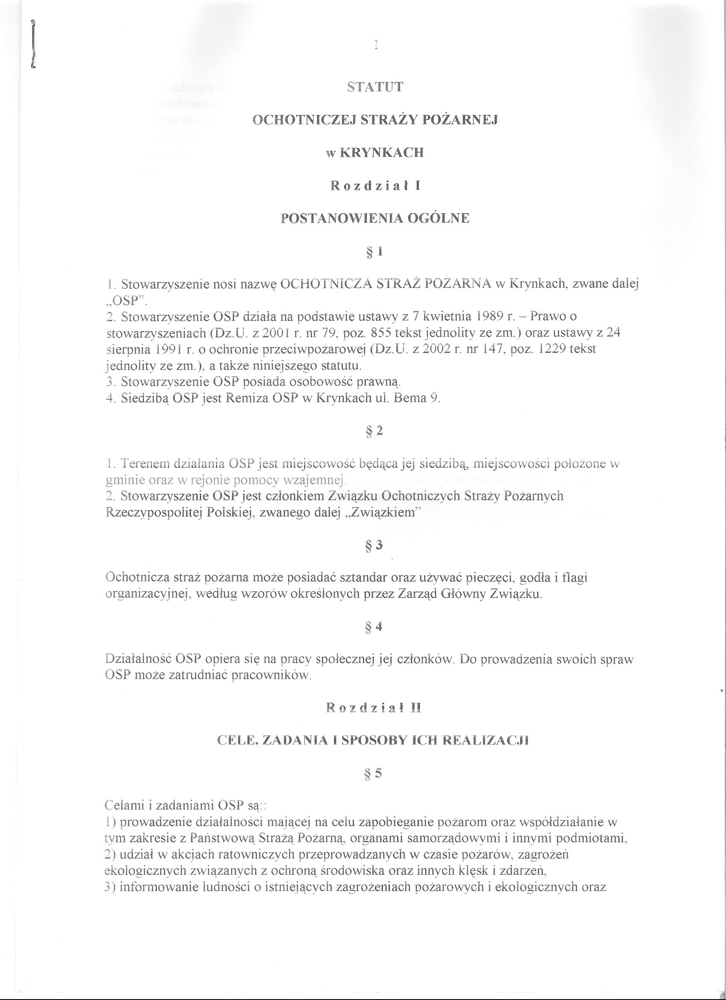 1
STATUT
OCHOTNICZEJ STRAŻY POŻARNEJ
w KRYNKACH
R o z d z i a ł I
POSTANOWIENIA OGÓLNE
§ 1
1. Stowarzyszenie nosi nazwę OCHOTNICZA STRAŻ POŻARNA w Krynkach, zwane dalej
„OSP”.
2. Stowarzyszenie OSP działa na podstawie ustawy z 7 kwietnia 1989 r. – Prawo o
stowarzyszeniach (Dz.U. z 2001 r. nr 79, poz. 855 tekst jednolity ze zm.) oraz ustawy z 24
sierpnia 1991 r. o ochronie przeciwpożarowej (Dz.U. z 2002 r. nr 147, poz. 1229 tekst
jednolity ze zm.), a także niniejszego statutu.
3. Stowarzyszenie OSP posiada osobowość prawną.
4. Siedzibą OSP jest Remiza OSP w Krynkach ul. Bema 9.
§ 2
1. Terenem działania OSP jest miejscowość będąca jej siedzibą, miejscowości położone w
gminie oraz w rejonie pomocy wzajemnej.
2. Stowarzyszenie OSP jest członkiem Związku Ochotniczych Straży Pożarnych
Rzeczypospolitej Polskiej, zwanego dalej „Związkiem”
§ 3
Ochotnicza straż pożarna może posiadać sztandar oraz używać pieczęci, godła i flagi
organizacyjnej, według wzorów określonych przez Zarząd Główny Związku.
§ 4
Działalność OSP opiera się na pracy społecznej jej członków. Do prowadzenia swoich spraw
OSP może zatrudniać pracowników.
R o z d z i a ł II
CELE, ZADANIA I SPOSOBY ICH REALIZACJI
§ 5
Celami i zadaniami OSP są::
1) prowadzenie działalności mającej na celu zapobieganie pożarom oraz współdziałanie w
tym zakresie z Państwową Strażą Pożarną, organami samorządowymi i innymi podmiotami,
2) udział w akcjach ratowniczych przeprowadzanych w czasie pożarów, zagrożeń
ekologicznych związanych z ochroną środowiska oraz innych klęsk i zdarzeń,
3) informowanie ludności o istniejących zagrożeniach pożarowych i ekologicznych oraz